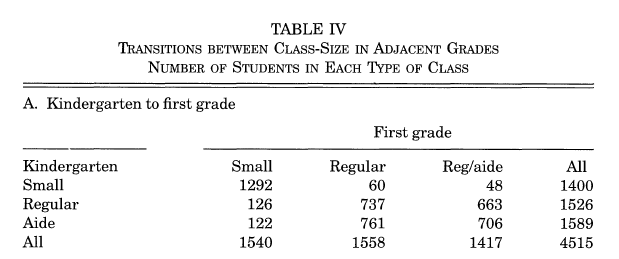 TABLE IV
TRANSITIONS BETWEEN CLASS-SIZE IN ADJACENT GRADES
NUMBER OF STUDENTS IN EACH TYPE OF CLASS
A. Kindergarten to first grade
First grade
Kindergarten Small Regular Reg/aide All
Small 1292 60 48 1400
Regular 126 737 663 1526
Aide 122 761 706 1589
All 1540 1558 1417 4515